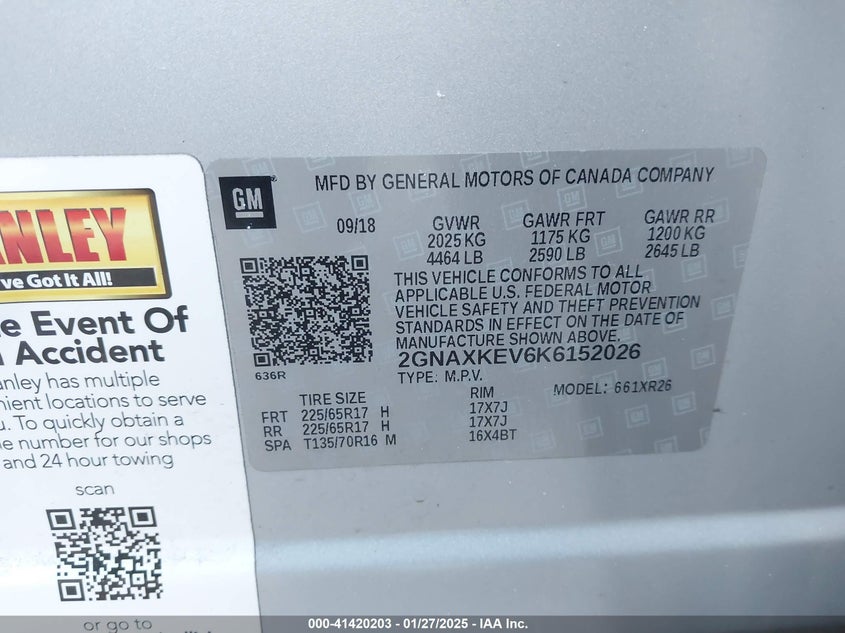 NLEY
ve Got It All!
e Event Of
Accident
anley has multiple
nient locations to serve
u. To quickly obtain a
e number for our shops
and 24 hour towing
scan
or go to
GM
®
MFD BY GENERAL MOTORS OF CANADA COMPANY
09/18 GVWR GAWR FRT GAWR RR
2025 KG 1175 KG 1200 KG
4464 LB 2590 LB 2645 LB
THIS VEHICLE CONFORMS TO ALL
APPLICABLE U.S. FEDERAL MOTOR
VEHICLE SAFETY AND THEFT PREVENTION
STANDARDS IN EFFECT ON THE DATE OF
MANUFACTURE SHOWN ABOVE.
2GNAXKEV6K6152026
636R
TYPE: M.P.V. MODEL: 661XR26
TIRE SIZE RIM
FRT 225/65R17 H 17X7J
RR 225/65R17 H 17X7J
SPA T135/70R16 M 16X4BT
000-41420203 - 01/27/2025 - IAA Inc.